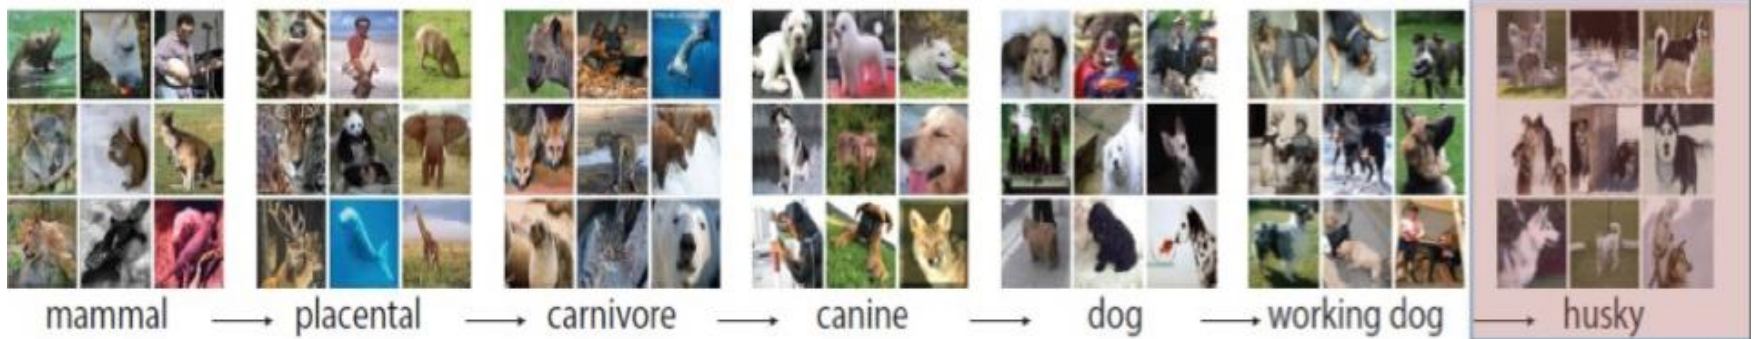 mammal → placental → carnivore → canine → dog → working dog → husky